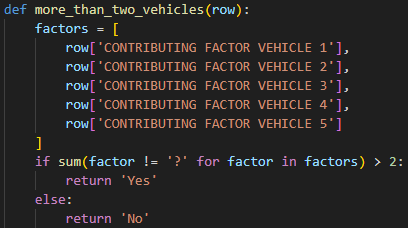 def more_than_two_vehicles(row):
    factors = [
        row['CONTRIBUTING FACTOR VEHICLE 1'],
        row['CONTRIBUTING FACTOR VEHICLE 2'],
        row['CONTRIBUTING FACTOR VEHICLE 3'],
        row['CONTRIBUTING FACTOR VEHICLE 4'],
        row['CONTRIBUTING FACTOR VEHICLE 5']
    ]
    if sum(factor != '?' for factor in factors) > 2:
        return 'Yes'
    else:
        return 'No'